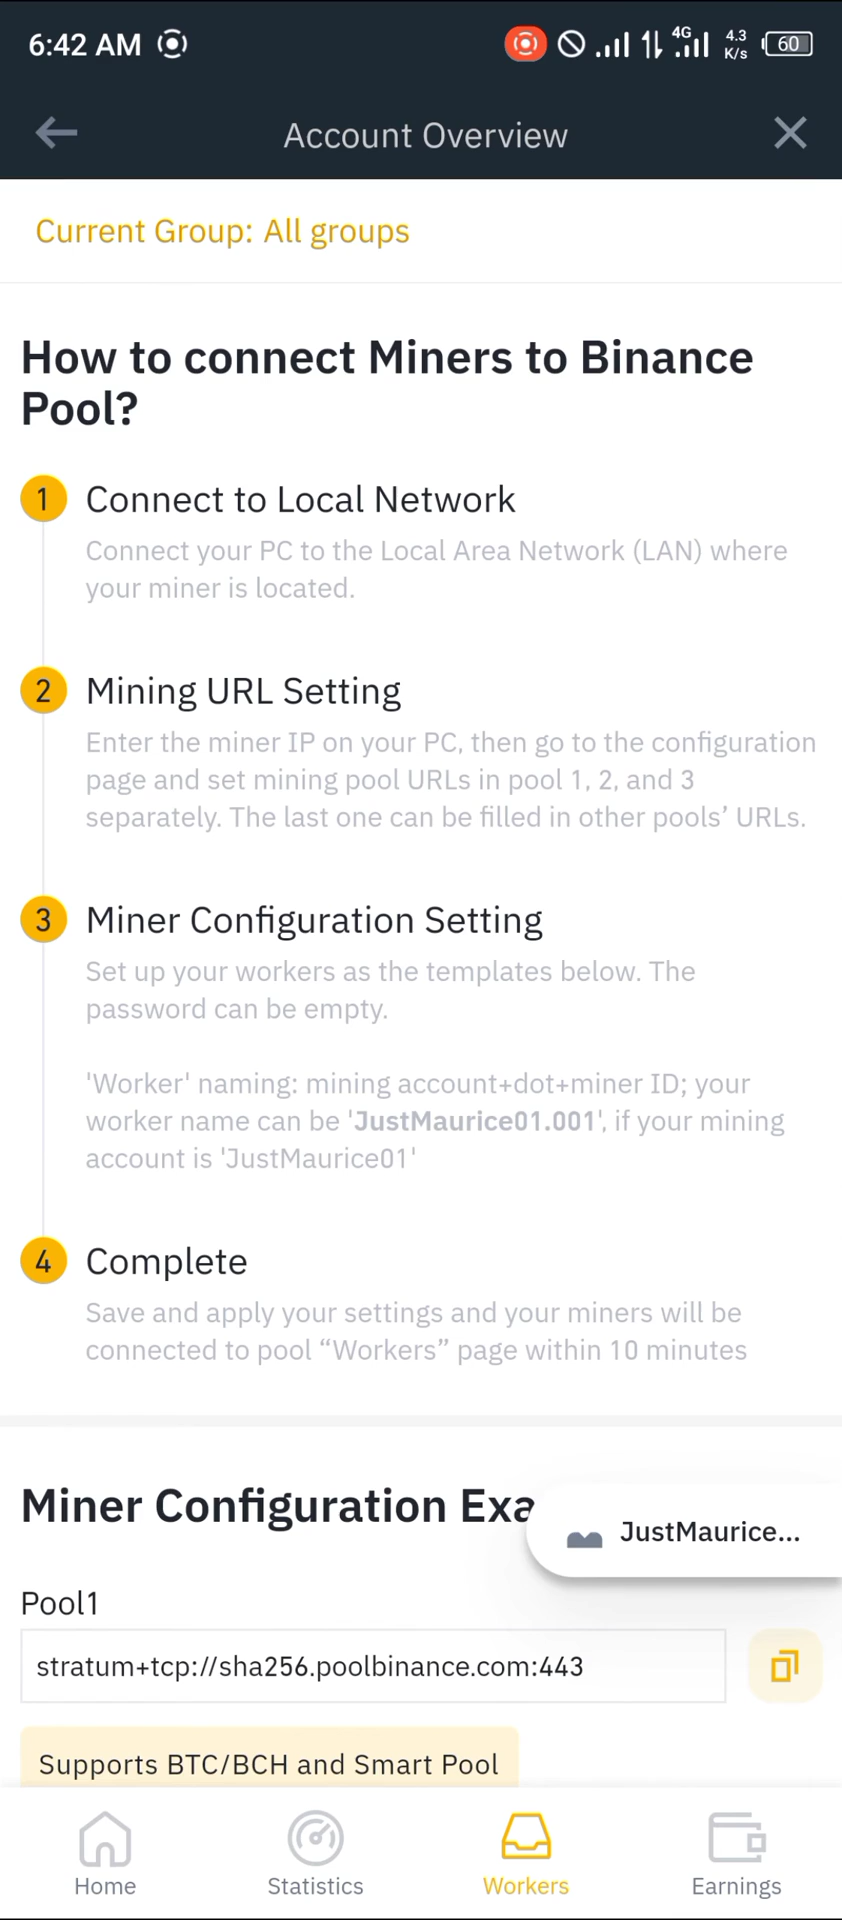 6:42 AM
4G
4.3
K/s
60
Account Overview
Current Group: All groups
How to connect Miners to Binance
Pool?
1 Connect to Local Network
Connect your PC to the Local Area Network (LAN) where
your miner is located.
2 Mining URL Setting
Enter the miner IP on your PC, then go to the configuration
page and set mining pool URLs in pool 1, 2, and 3
separately. The last one can be filled in other pools’ URLs.
3 Miner Configuration Setting
Set up your workers as the templates below. The
password can be empty.
'Worker' naming: mining account+dot+miner ID; your
worker name can be 'JustMaurice01.001', if your mining
account is 'JustMaurice01'
4 Complete
Save and apply your settings and your miners will be
connected to pool “Workers” page within 10 minutes
Miner Configuration Exa
JustMaurice...
Pool1
stratum+tcp://sha256.poolbinance.com:443
Supports BTC/BCH and Smart Pool
Home
Statistics
Workers
Earnings